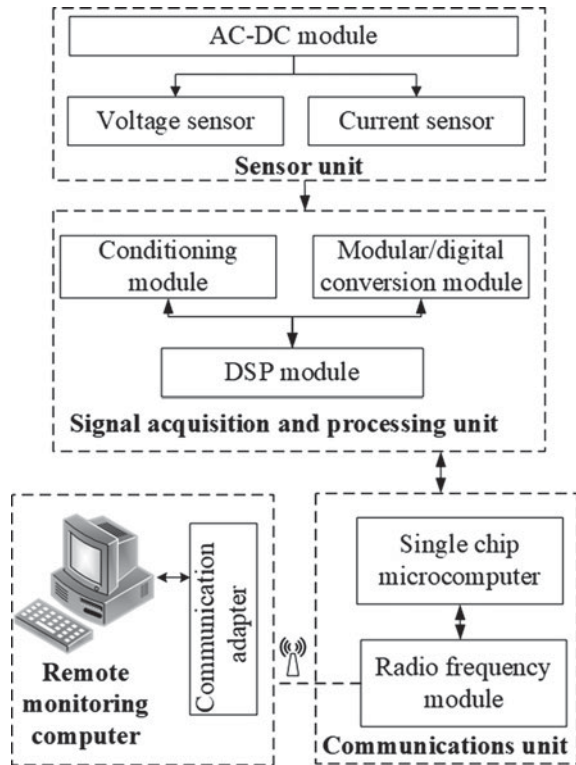 AC-DC module
Voltage sensor
Current sensor
Sensor unit
Conditioning
module
Modular/digital
conversion module
DSP module
Signal acquisition and processing unit
Communication
adapter
Remote
monitoring
computer
Single chip
microcomputer
Radio frequency
module
Communications unit